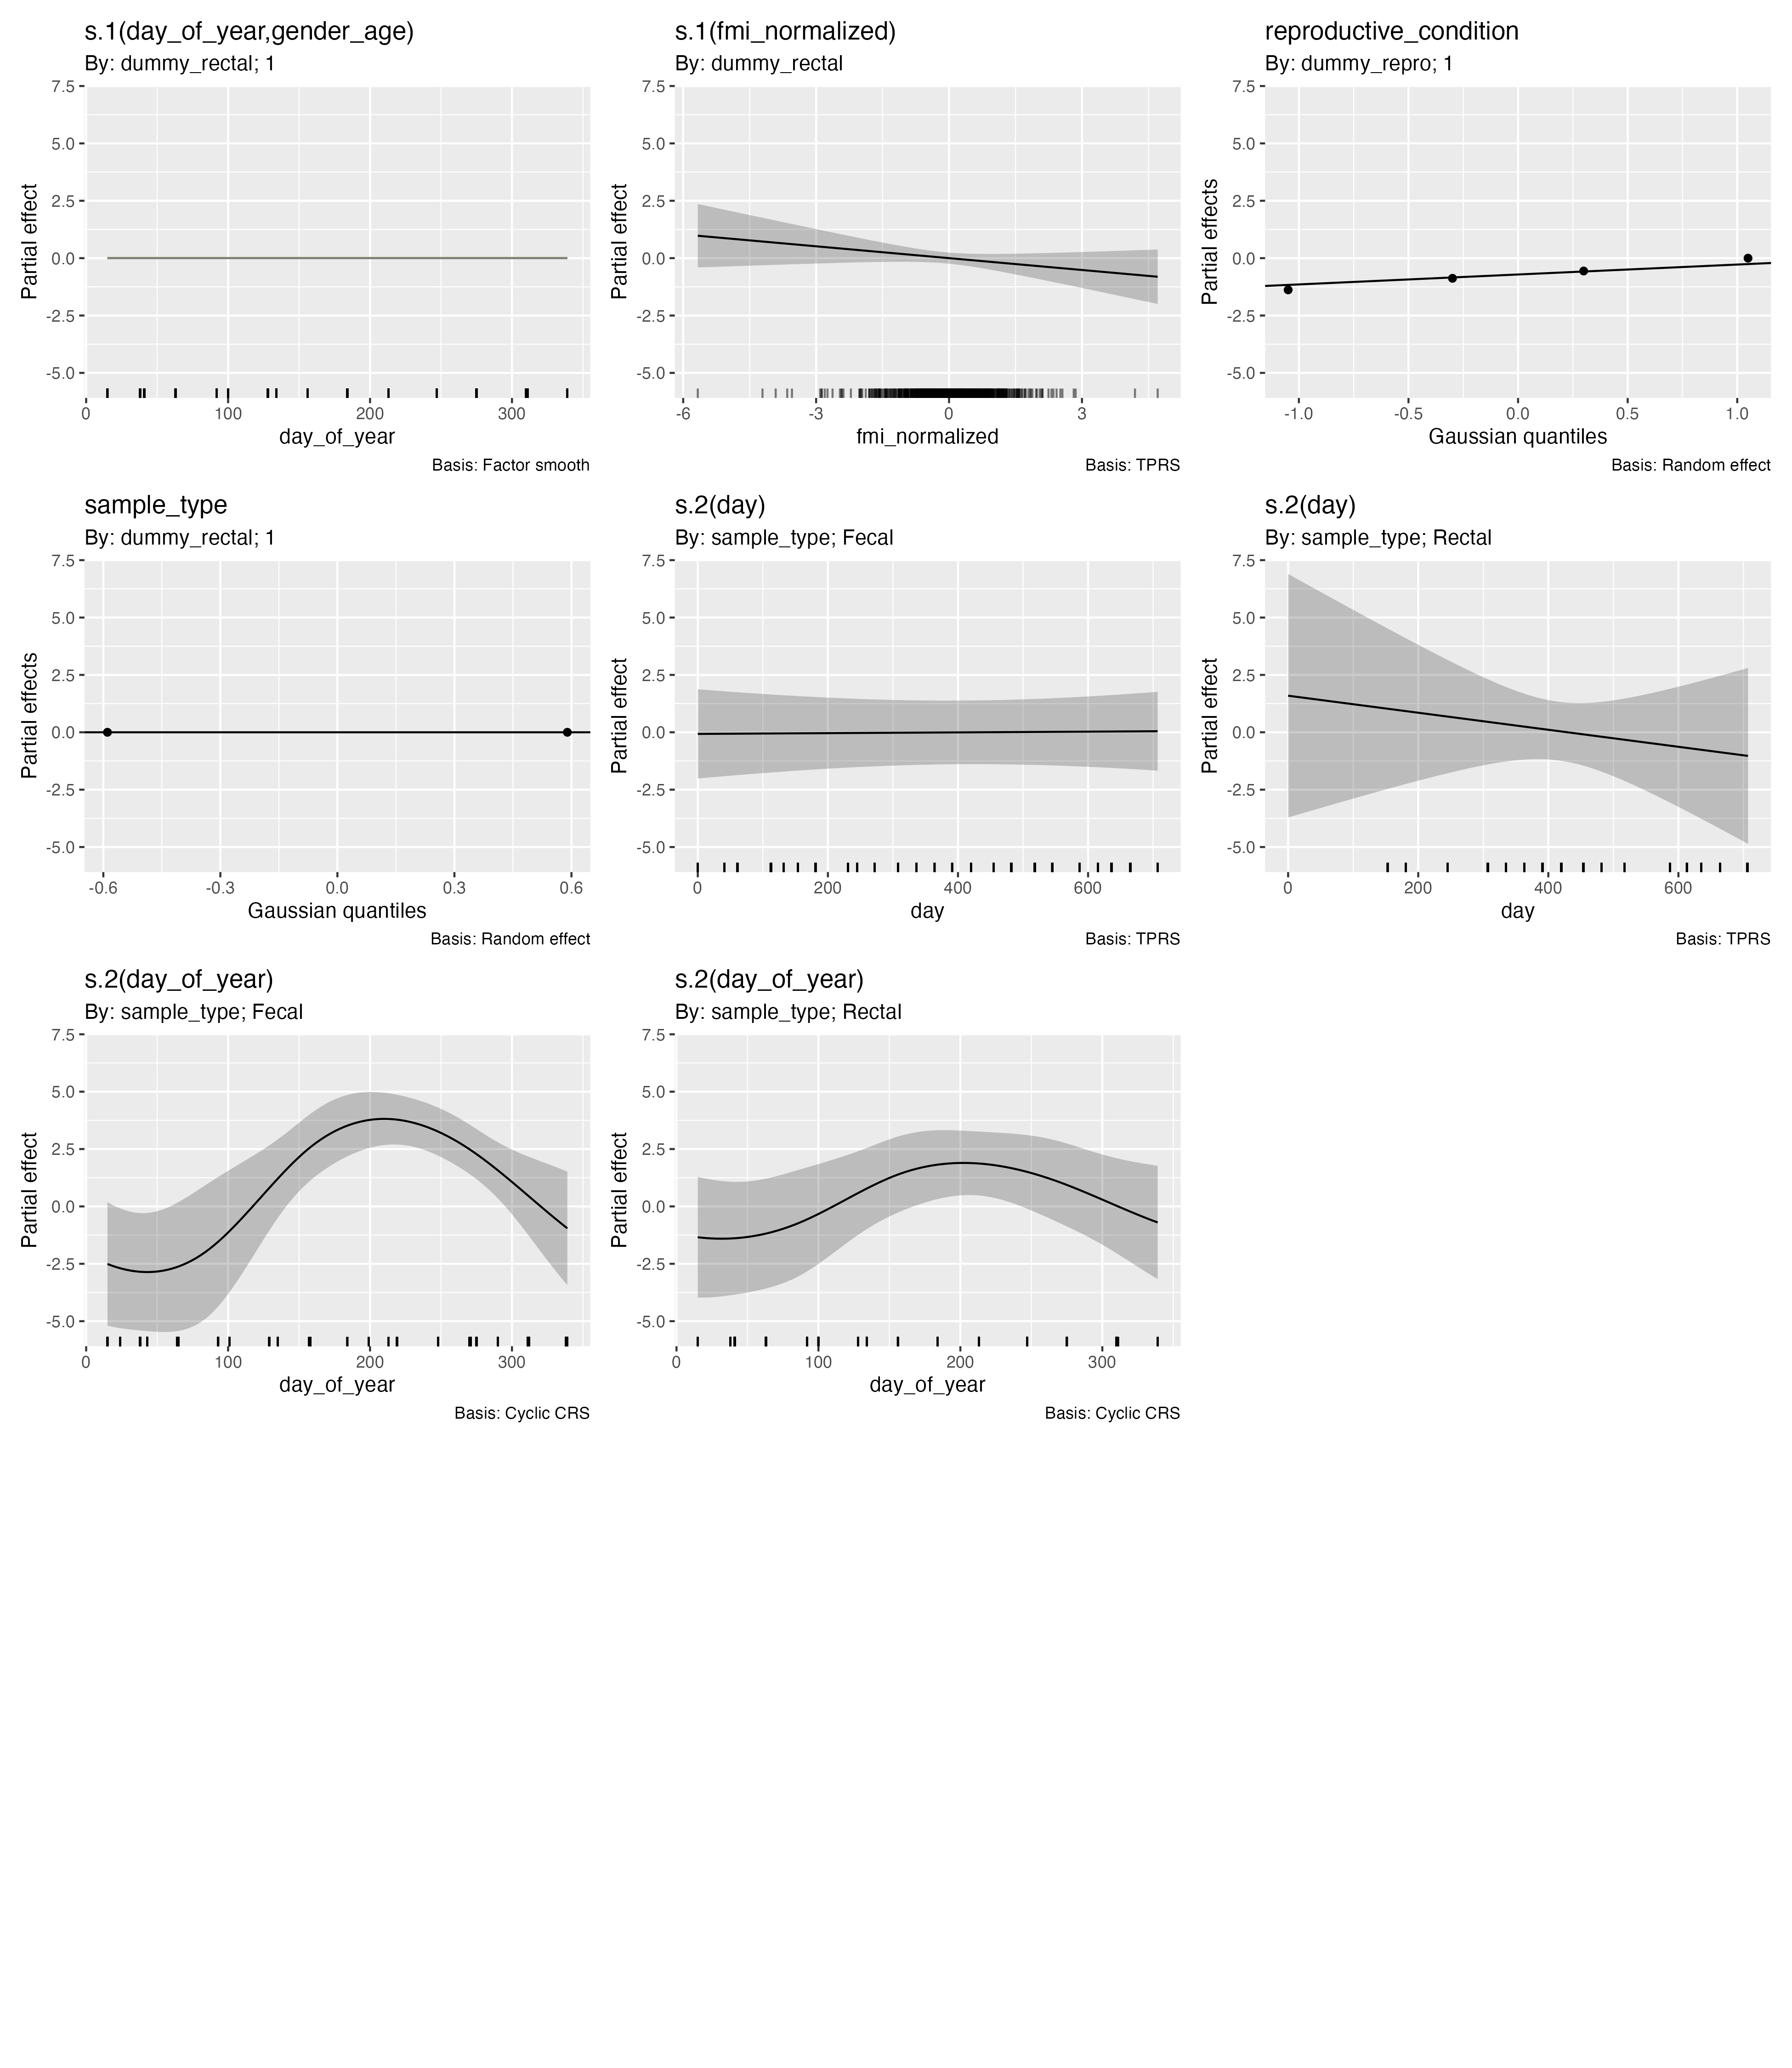 s.1(day_of_year,gender_age)
By: dummy_rectal; 1
7.5
5.0
2.5
0.0
-2.5
-5.0
Partial effect
0 100 200 300
day_of_year
Basis: Factor smooth
s.1(fmi_normalized)
By: dummy_rectal
7.5
5.0
2.5
0.0
-2.5
-5.0
Partial effect
-6 -3 0 3
fmi_normalized
Basis: TPRS
reproductive_condition
By: dummy_repro; 1
7.5
5.0
2.5
0.0
-2.5
-5.0
Partial effects
-1.0 -0.5 0.0 0.5 1.0
Gaussian quantiles
Basis: Random effect
sample_type
By: dummy_rectal; 1
7.5
5.0
2.5
0.0
-2.5
-5.0
Partial effects
-0.6 -0.3 0.0 0.3 0.6
Gaussian quantiles
Basis: Random effect
s.2(day)
By: sample_type; Fecal
7.5
5.0
2.5
0.0
-2.5
-5.0
Partial effect
0 200 400 600
day
Basis: TPRS
s.2(day)
By: sample_type; Rectal
7.5
5.0
2.5
0.0
-2.5
-5.0
Partial effect
0 200 400 600
day
Basis: TPRS
s.2(day_of_year)
By: sample_type; Fecal
7.5
5.0
2.5
0.0
-2.5
-5.0
Partial effect
0 100 200 300
day_of_year
Basis: Cyclic CRS
s.2(day_of_year)
By: sample_type; Rectal
7.5
5.0
2.5
0.0
-2.5
-5.0
Partial effect
0 100 200 300
day_of_year
Basis: Cyclic CRS